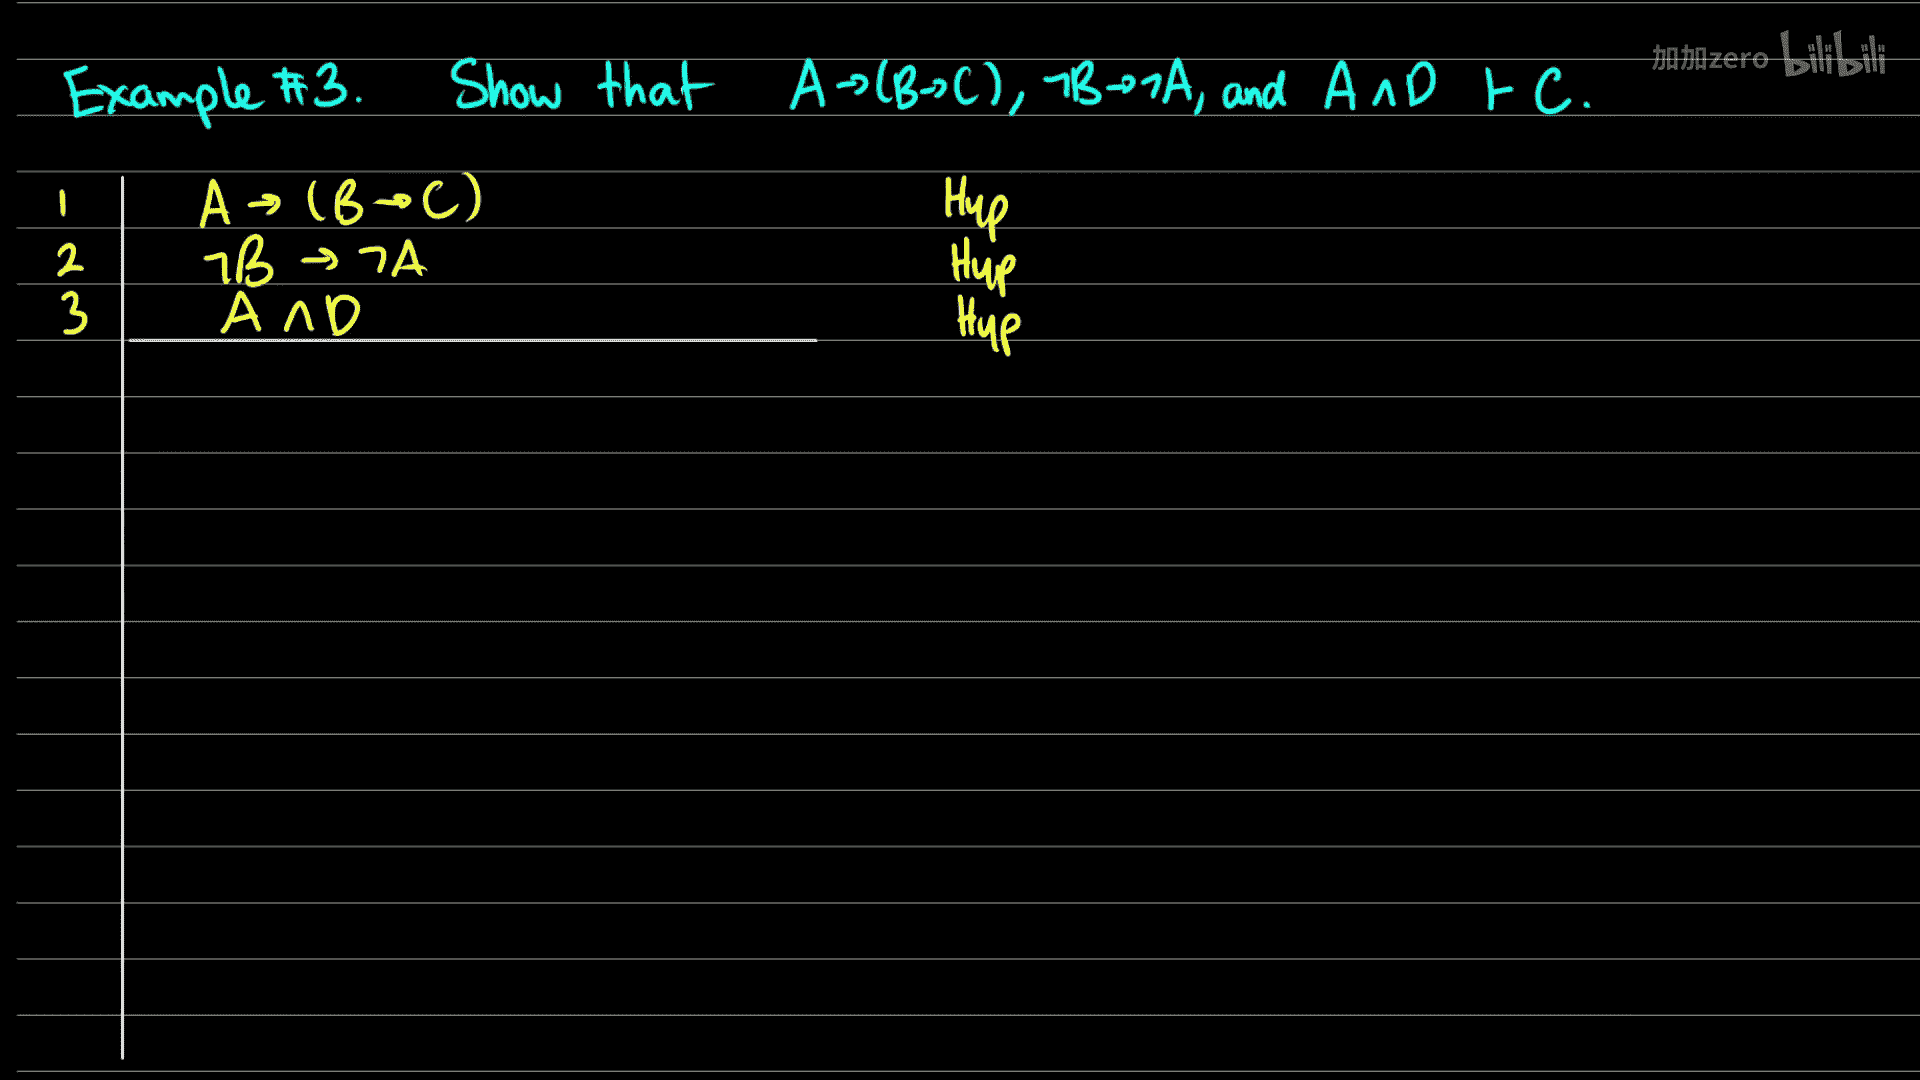 加加zero bilibili
Example #3. Show that A→(B→C), ¬B→¬A, and A∧D ⊢ C.
1 A → (B → C) Hyp
2 ¬B → ¬A Hyp
3 A ∧ D Hyp